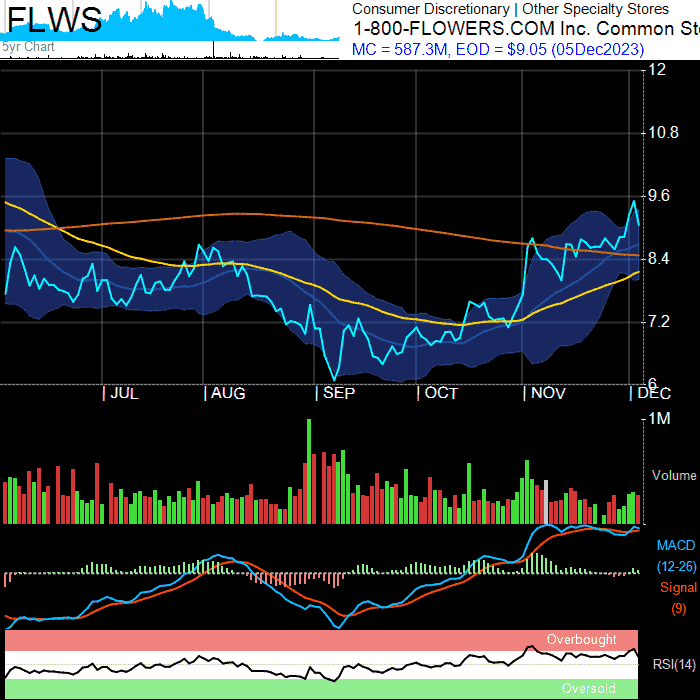 FLWS
5yr Chart
Consumer Discretionary | Other Specialty Stores
1-800-FLOWERS.COM Inc. Common Sto
MC = 587.3M, EOD = $9.05 (05Dec2023)
12
10.8
9.6
8.4
7.2
6
JUL AUG SEP OCT NOV DEC
1M
Volume
MACD
(12-26)
Signal
(9)
Overbought
RSI(14)
Oversold